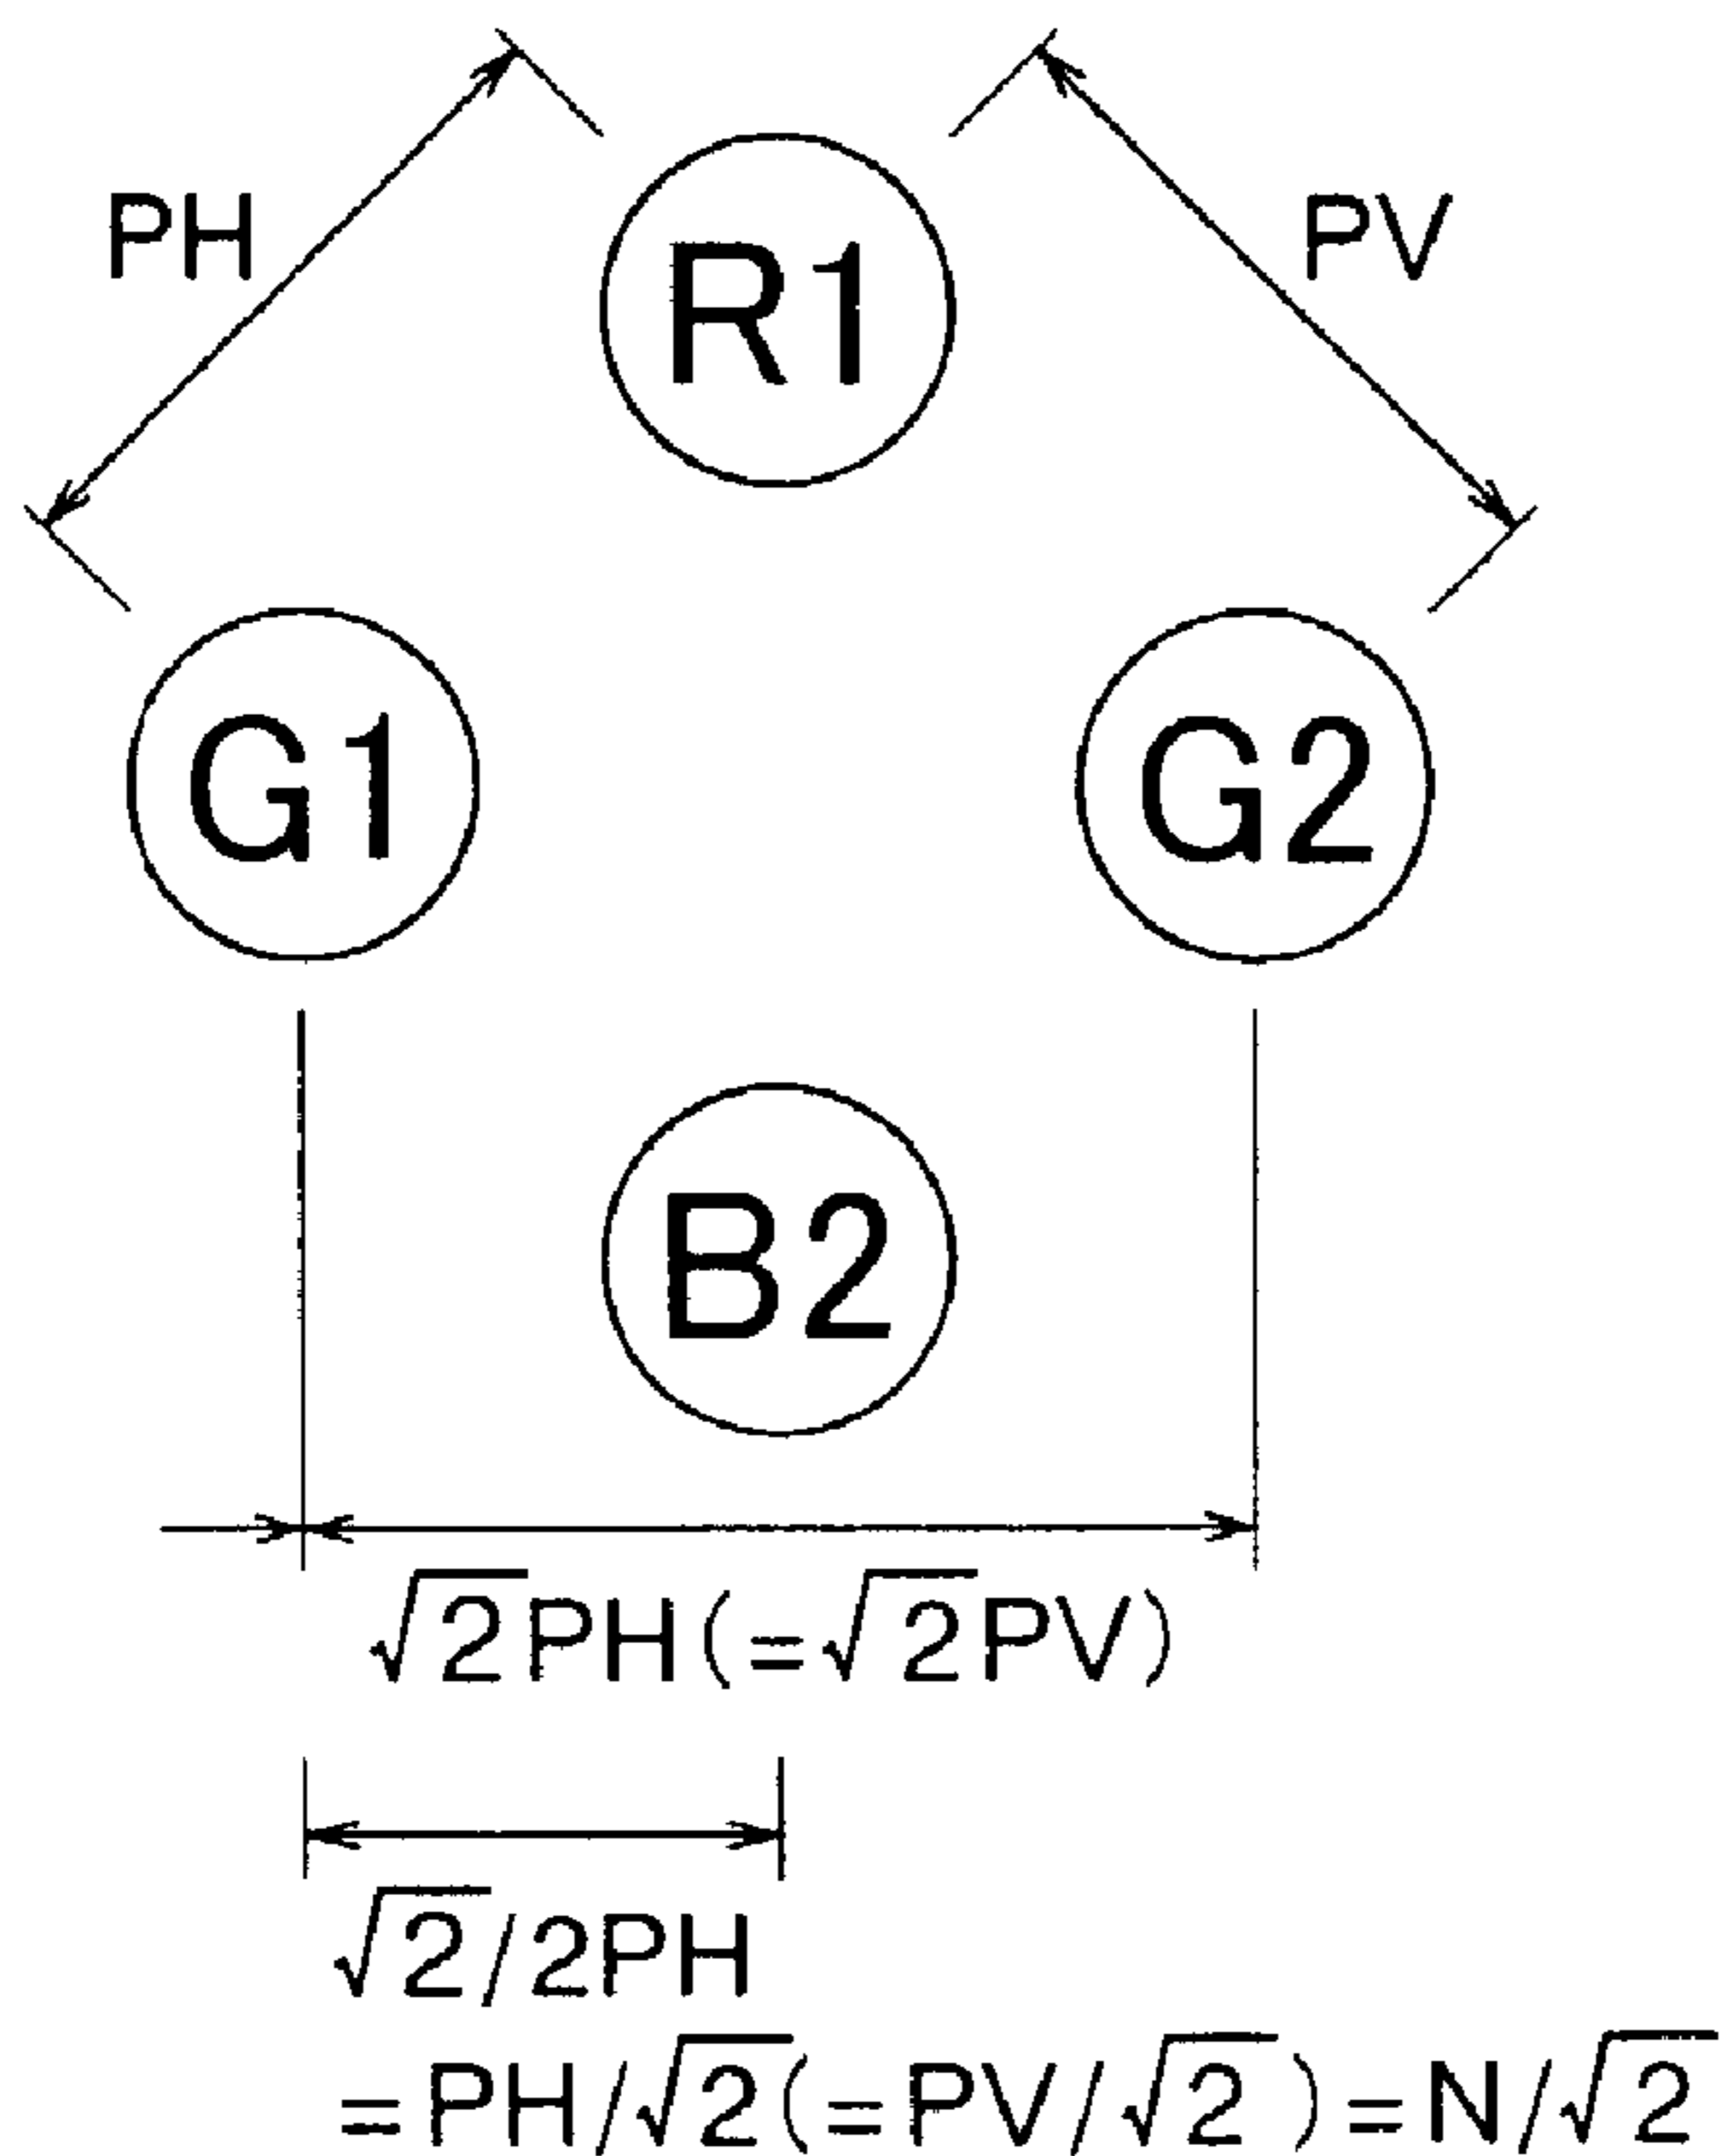 PH
PV
R1
G1
G2
B2
√2PH(=√2PV)
√2/2PH
=PH/√2(=PV/√2)=N/√2